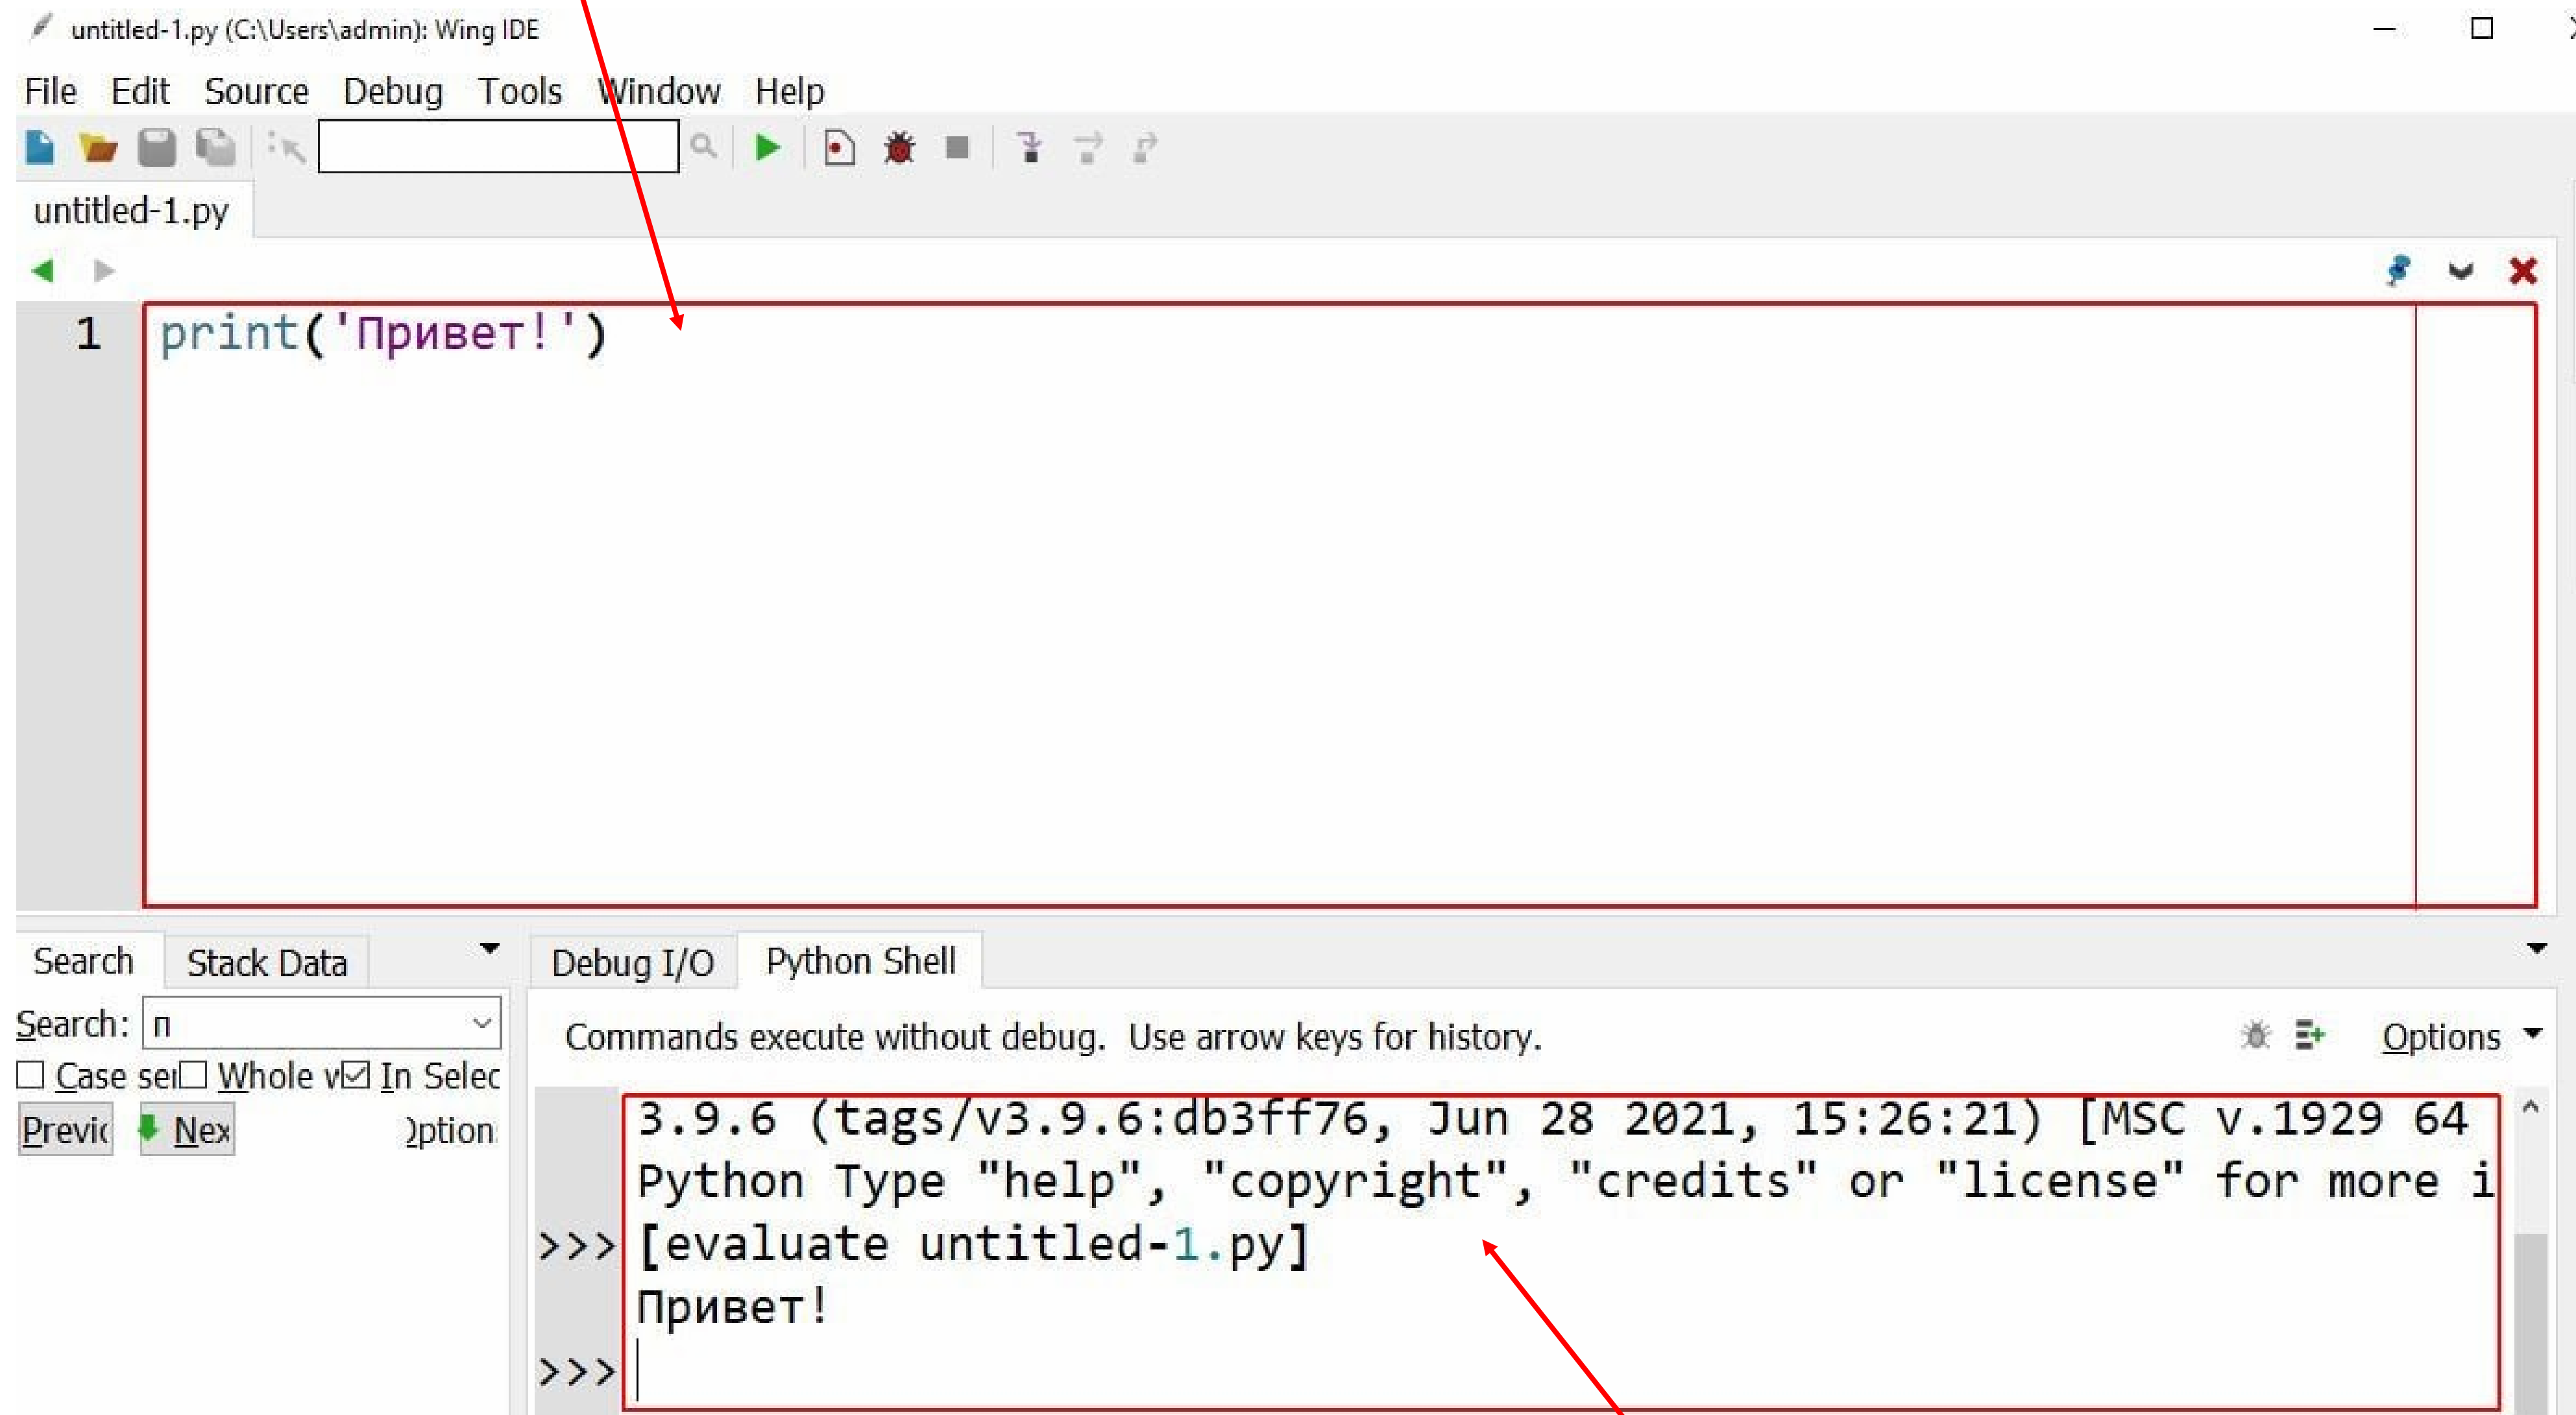 untitled-1.py (C:\Users\admin): Wing IDE
File Edit Source Debug Tools Window Help
untitled-1.py
1 print('Привет!')
Search Stack Data
Search: п
Case sei Whole v In Selec
Previc Nex Option
Debug I/O Python Shell
Commands execute without debug. Use arrow keys for history.
Options
3.9.6 (tags/v3.9.6:db3ff76, Jun 28 2021, 15:26:21) [MSC v.1929 64
Python Type "help", "copyright", "credits" or "license" for more i
>>> [evaluate untitled-1.py]
Привет!
>>>